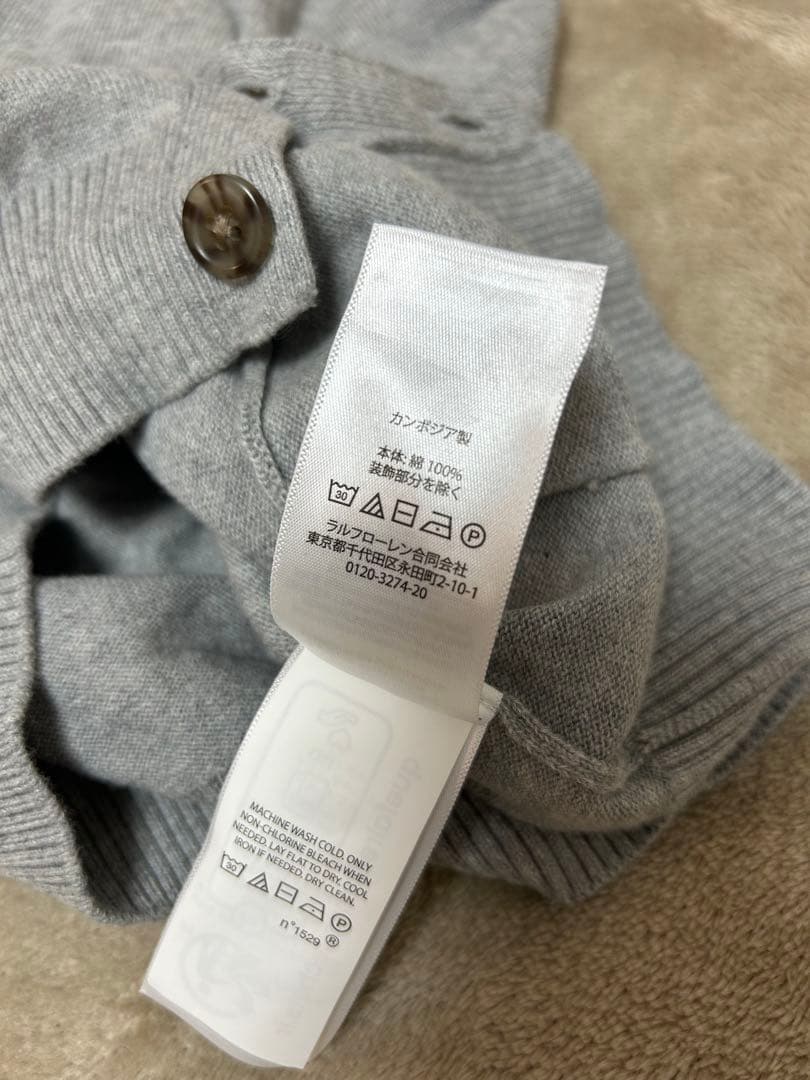 カンボジア製
本体: 綿 100%
装飾部分を除く
30 P
ラルフローレン合同会社
東京都千代田区永田町2-10-1
0120-3274-20
MACHINE WASH COLD. ONLY
NON-CHLORINE BLEACH WHEN
NEEDED. LAY FLAT TO DRY. COOL
IRON IF NEEDED. DRY CLEAN.
30 P
n°1529 ®